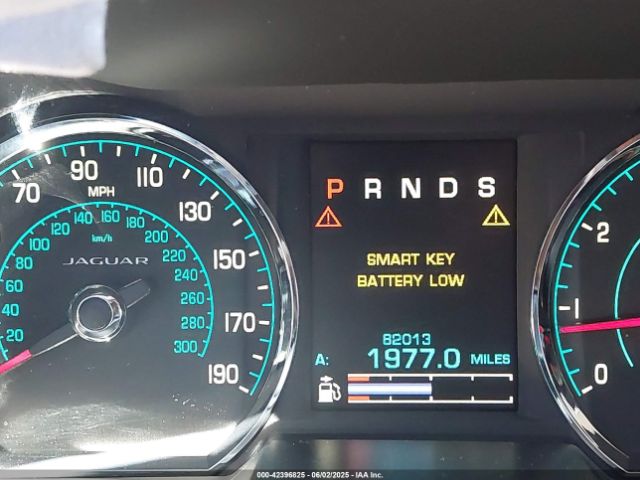 70 90 110 130 150 170 190
MPH
20 40 60 80 100 120 140 160 180 200 220 240 260 280 300
km/h
JAGUAR
P R N D S
SMART KEY
BATTERY LOW
82013
A: 1977.0 MILES
2
1
0
000-42396825 | 06/02/2025 | IAA Inc.